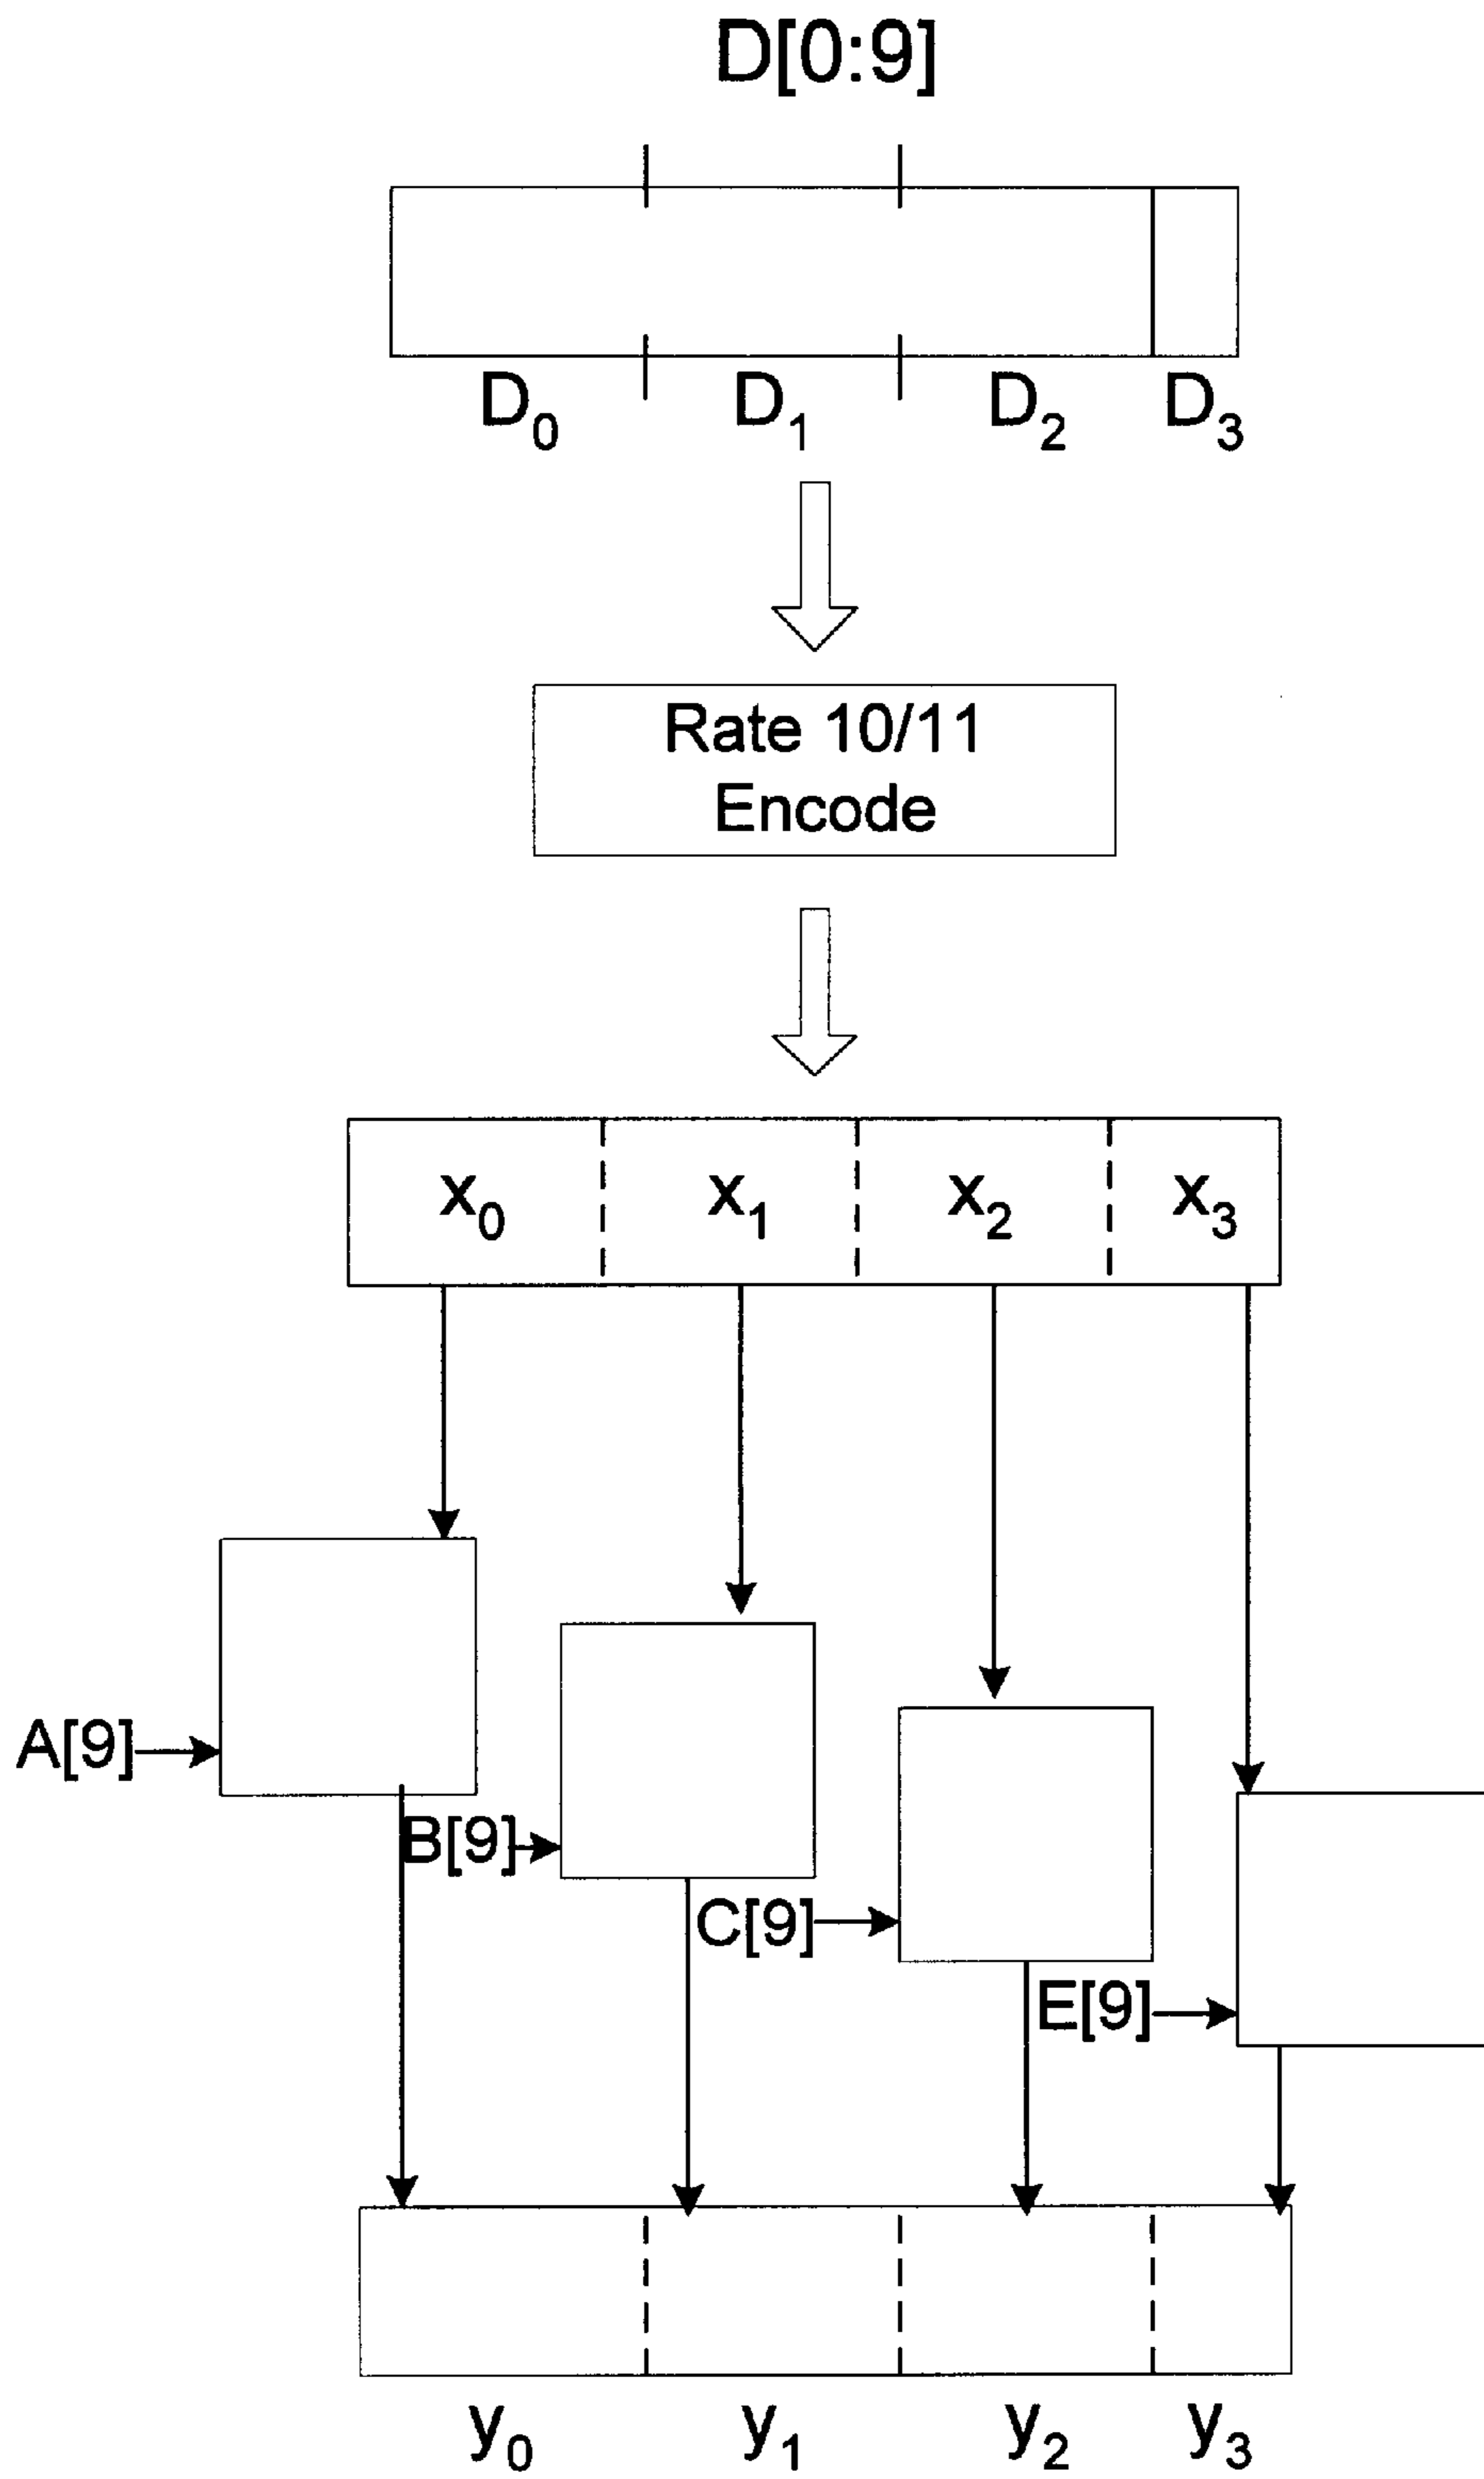 D[0:9]
D0 D1 D2 D3
Rate 10/11
Encode
x0 x1 x2 x3
A[9]
B[9]
C[9]
E[9]
y0 y1 y2 y3